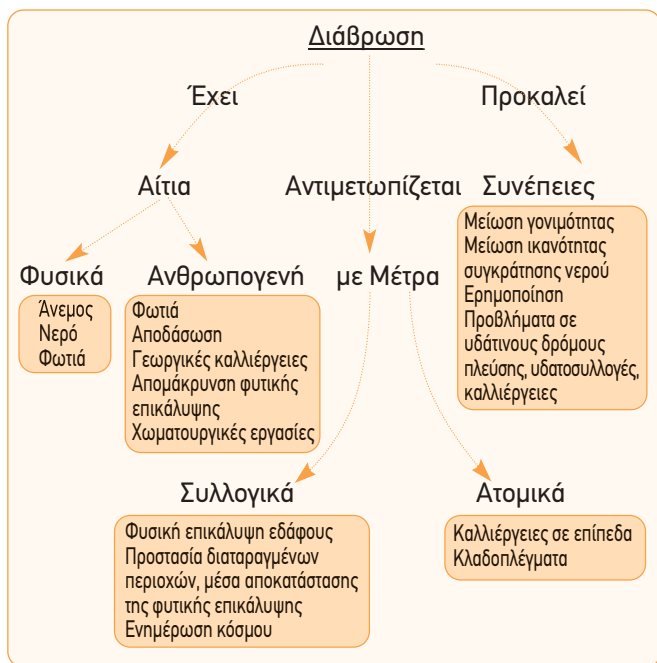 Διάβρωση
Έχει
Προκαλεί
Αίτια
Αντιμετωπίζεται
Συνέπειες
Μείωση γονιμότητας
Μείωση ικανότητας
συγκράτησης νερού
Ερημοποίηση
Προβλήματα σε
υδάτινους δρόμους
πλεύσης, υδατοσυλλογές,
καλλιέργειες
Φυσικά
Άνεμος
Νερό
Φωτιά
Ανθρωπογενή
Φωτιά
Αποδάσωση
Γεωργικές καλλιέργειες
Απομάκρυνση φυτικής
επικάλυψης
Χωματουργικές εργασίες
με Μέτρα
Συλλογικά
Φυσική επικάλυψη εδάφους
Προστασία διαταραγμένων
περιοχών, μέσα αποκατάστασης
της φυτικής επικάλυψης
Ενημέρωση κόσμου
Ατομικά
Καλλιέργειες σε επίπεδα
Κλαδοπλέγματα